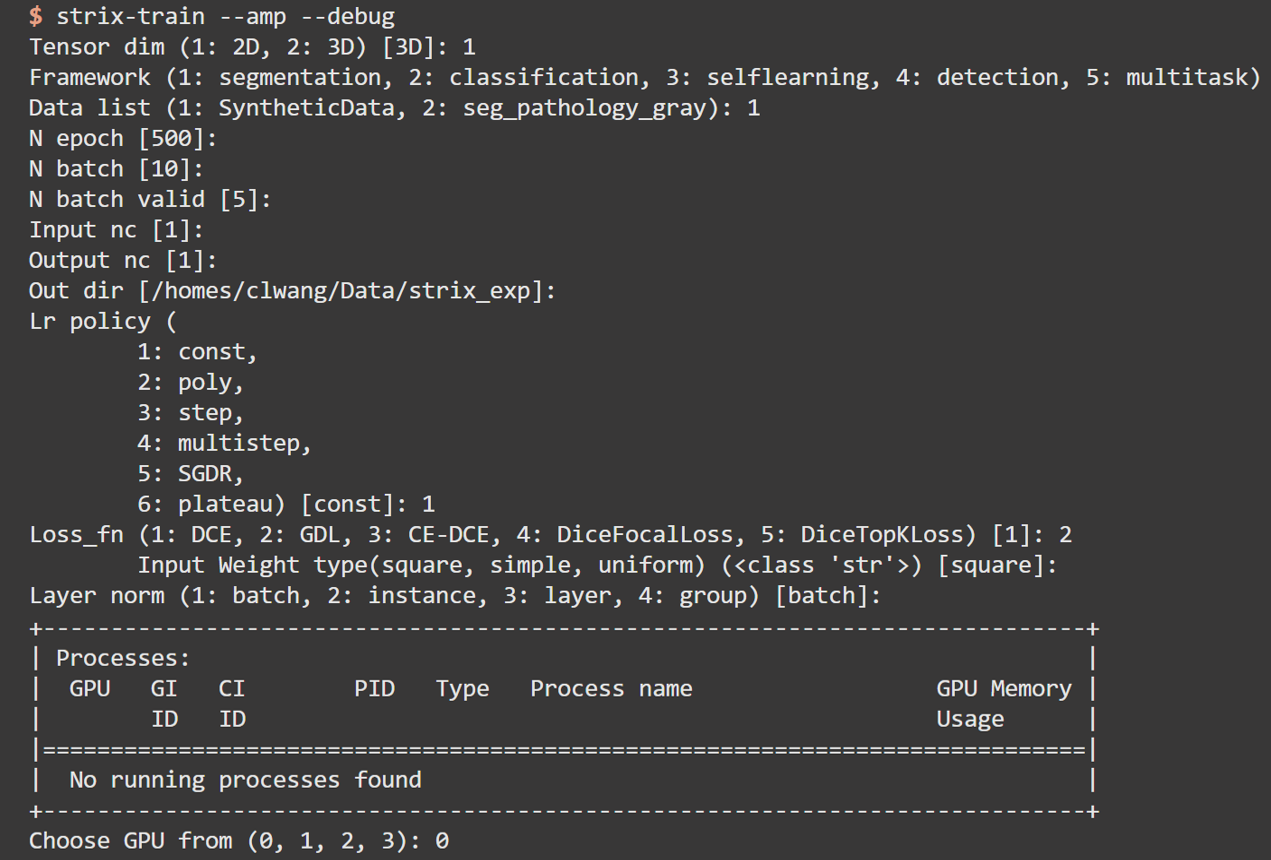 $ strix-train --amp --debug
Tensor dim (1: 2D, 2: 3D) [3D]: 1
Framework (1: segmentation, 2: classification, 3: selflearning, 4: detection, 5: multitask)
Data list (1: SyntheticData, 2: seg_pathology_gray): 1
N epoch [500]:
N batch [10]:
N batch valid [5]:
Input nc [1]:
Output nc [1]:
Out dir [/homes/clwang/Data/strix_exp]:
Lr policy (
        1: const,
        2: poly,
        3: step,
        4: multistep,
        5: SGDR,
        6: plateau) [const]: 1
Loss_fn (1: DCE, 2: GDL, 3: CE-DCE, 4: DiceFocalLoss, 5: DiceTopKLoss) [1]: 2
        Input Weight type(square, simple, uniform) (<class 'str'>) [square]:
Layer norm (1: batch, 2: instance, 3: layer, 4: group) [batch]:
+-----------------------------------------------------------------------------+
| Processes:                                                                  |
|  GPU   GI   CI        PID   Type   Process name                  GPU Memory |
|        ID   ID                                                   Usage      |
|=============================================================================|
|  No running processes found                                                 |
+-----------------------------------------------------------------------------+
Choose GPU from (0, 1, 2, 3): 0